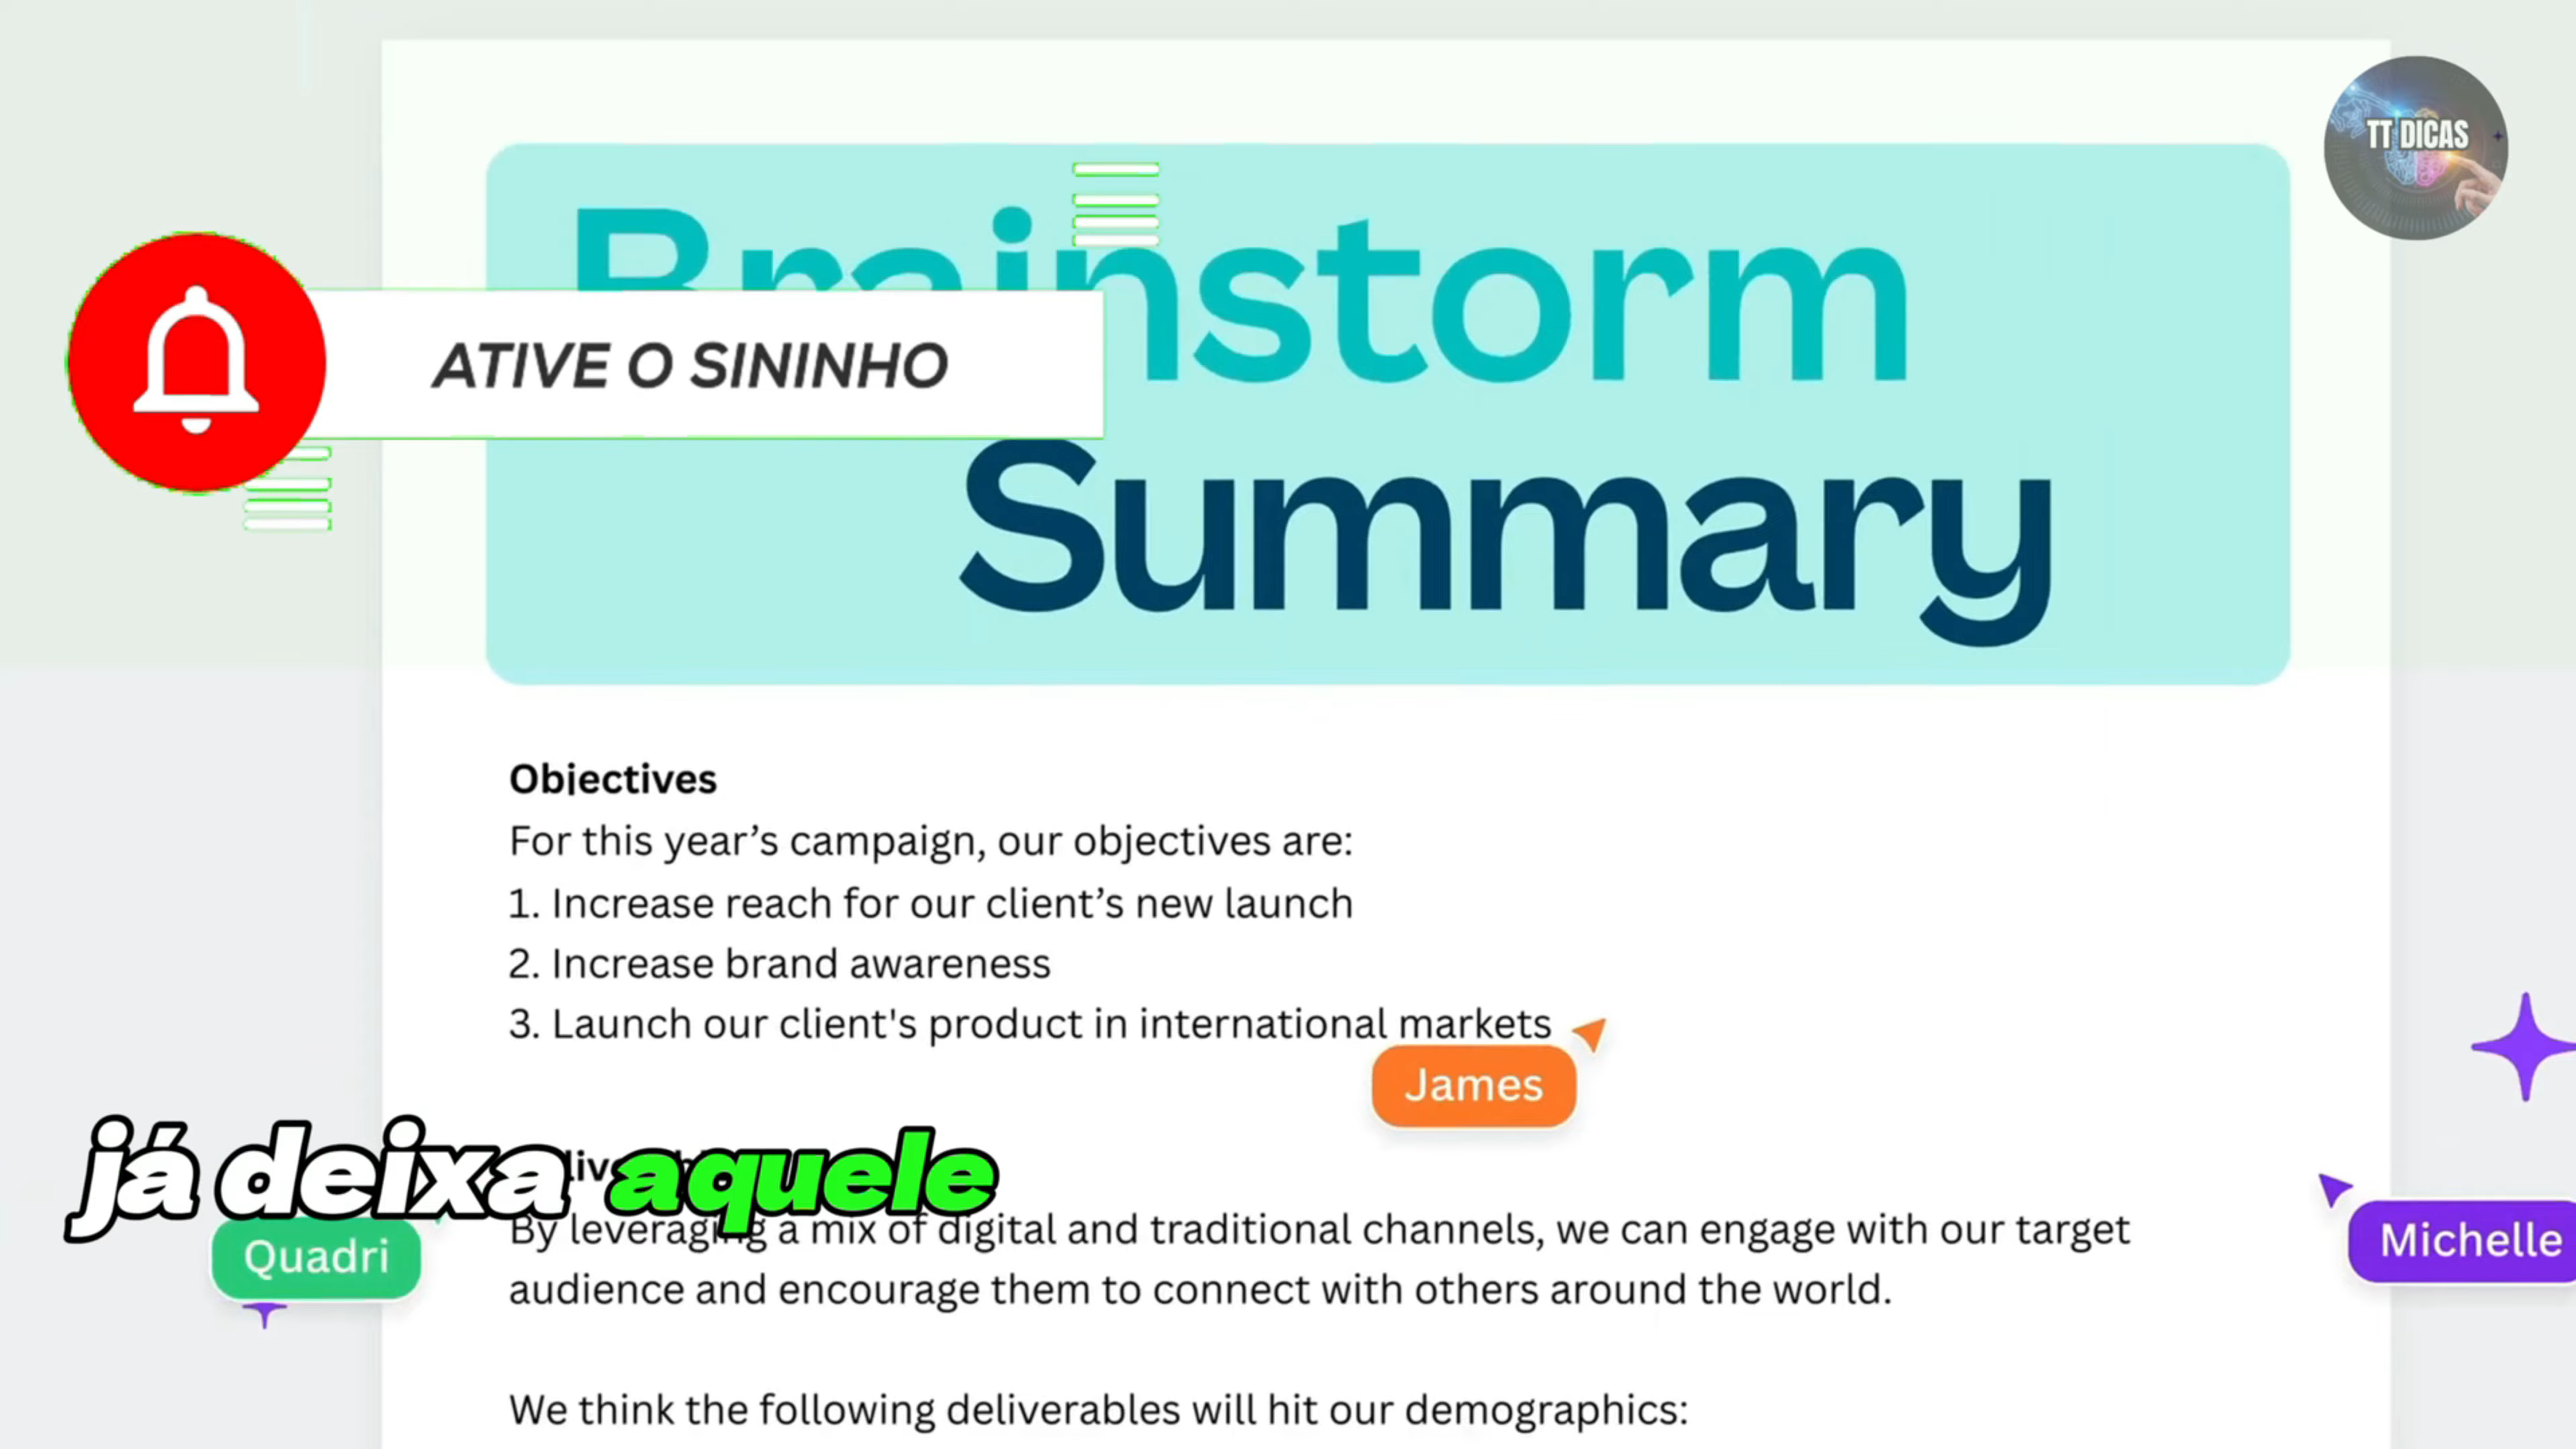 TT DICAS
Brainstorm
ATIVE O SININHO
Summary
Objectives
For this year’s campaign, our objectives are:
1. Increase reach for our client’s new launch
2. Increase brand awareness
3. Launch our client's product in international markets
James
já deixa aquele
Quadri
By leveraging a mix of digital and traditional channels, we can engage with our target
Michelle
audience and encourage them to connect with others around the world.
We think the following deliverables will hit our demographics: